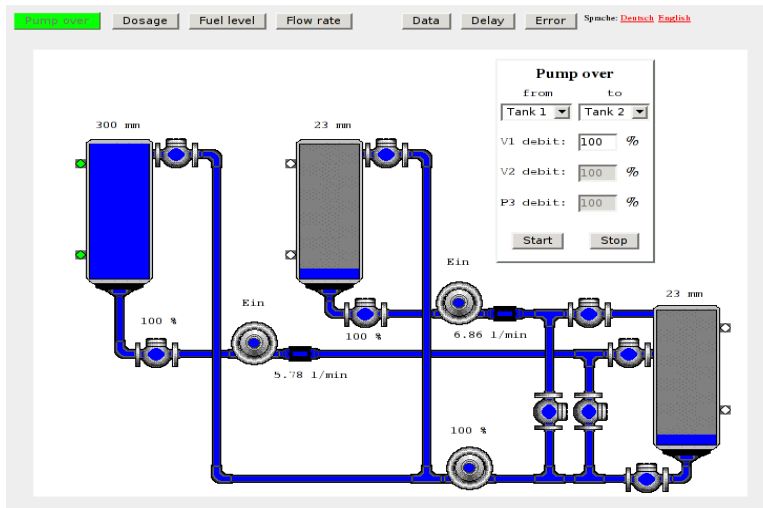 Pump over Dosage Fuel level Flow rate Data Delay Error Sprache: Deutsch English
Pump over
from to
Tank 1 Tank 2
V1 debit: 100 %
V2 debit: 100 %
P3 debit: 100 %
Start Stop
300 mm
23 mm
Ein
23 mm
Ein
100 %
100 %
6.86 l/min
5.78 l/min
100 %